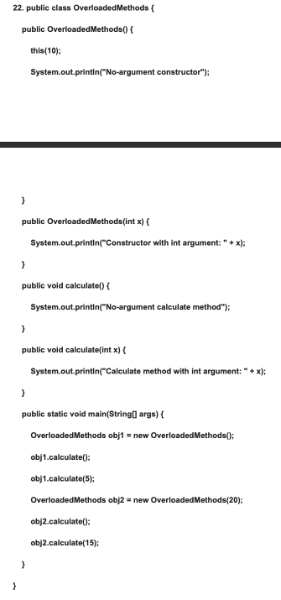 22. public class OverloadedMethods {
public OverloadedMethods() {
this(10);
System.out.println("No-argument constructor");
}
public OverloadedMethods(int x) {
System.out.println("Constructor with int argument: " + x);
}
public void calculate() {
System.out.println("No-argument calculate method");
}
public void calculate(int x) {
System.out.println("Calculate method with int argument: " + x);
}
public static void main(String[] args) {
OverloadedMethods obj1 = new OverloadedMethods();
obj1.calculate();
obj1.calculate(5);
OverloadedMethods obj2 = new OverloadedMethods(20);
obj2.calculate();
obj2.calculate(15);
}
}